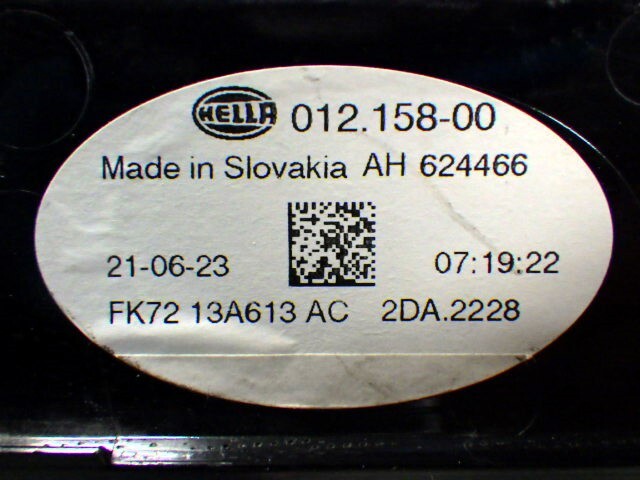 HELLA 012.158-00
Made in Slovakia AH 624466
21-06-23 07:19:22
FK72 13A613 AC 2DA.2228